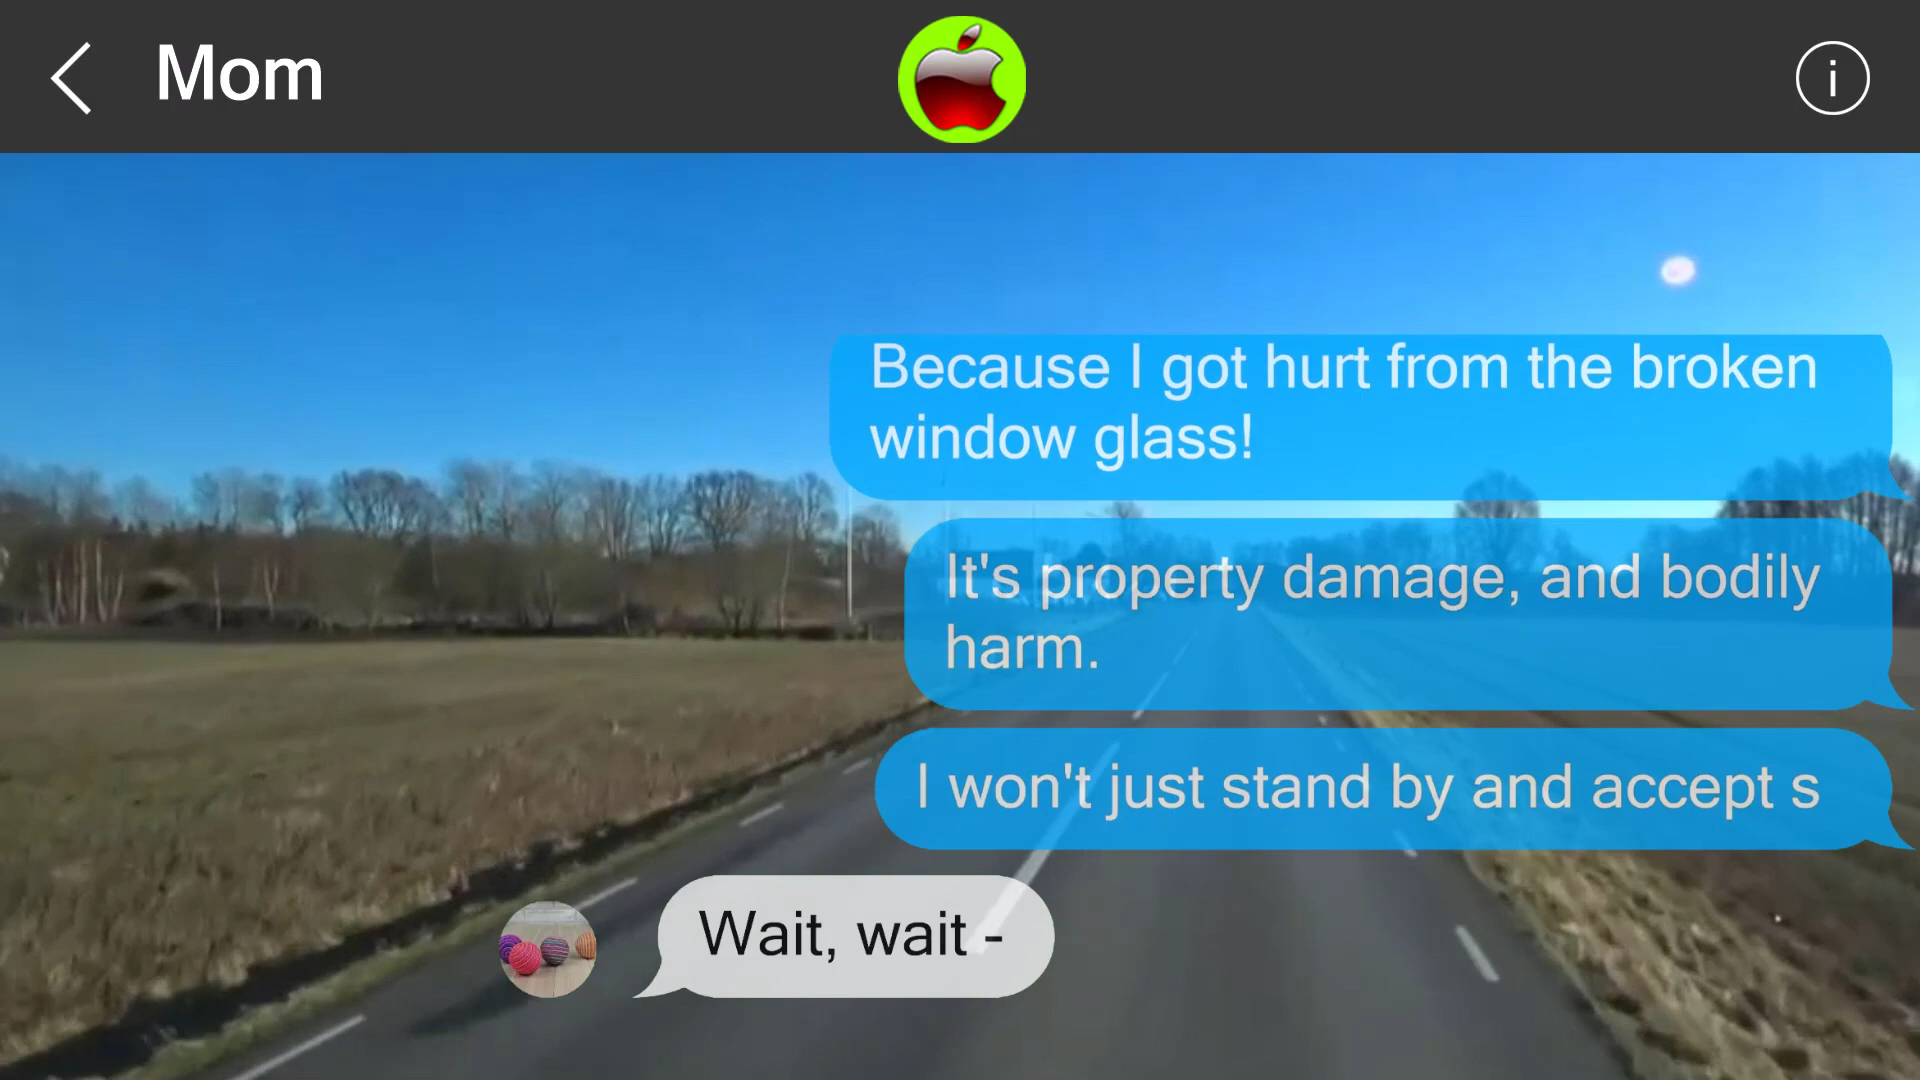 Mom
i
Because I got hurt from the broken
window glass!
It's property damage, and bodily
harm.
I won't just stand by and accept s
Wait, wait -